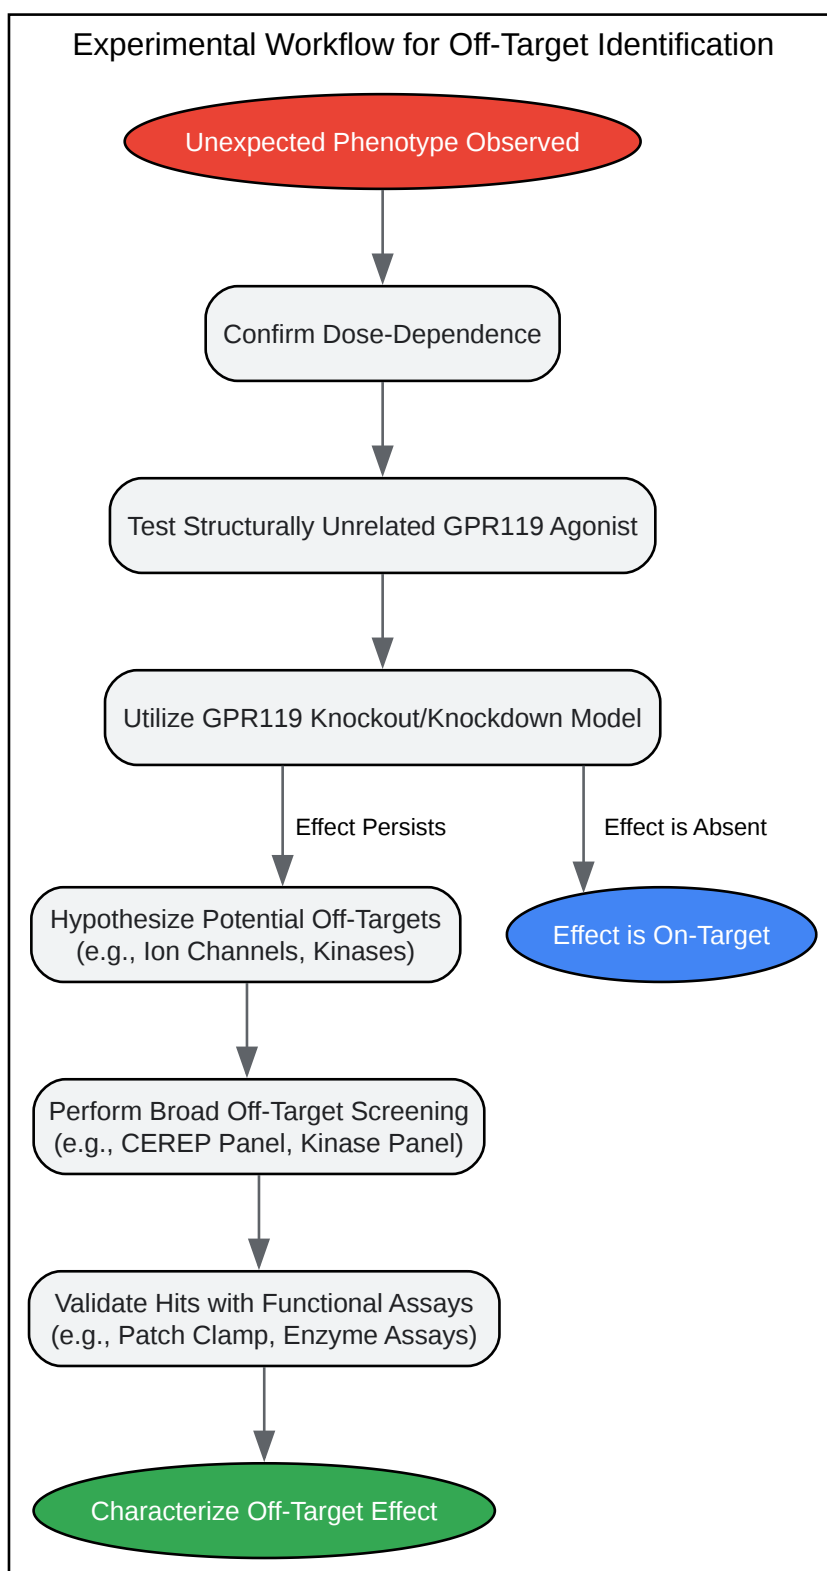 Experimental Workflow for Off-Target Identification
Unexpected Phenotype Observed
Confirm Dose-Dependence
Test Structurally Unrelated GPR119 Agonist
Utilize GPR119 Knockout/Knockdown Model
Effect Persists
Effect is Absent
Hypothesize Potential Off-Targets
(e.g., Ion Channels, Kinases)
Effect is On-Target
Perform Broad Off-Target Screening
(e.g., CEREP Panel, Kinase Panel)
Validate Hits with Functional Assays
(e.g., Patch Clamp, Enzyme Assays)
Characterize Off-Target Effect